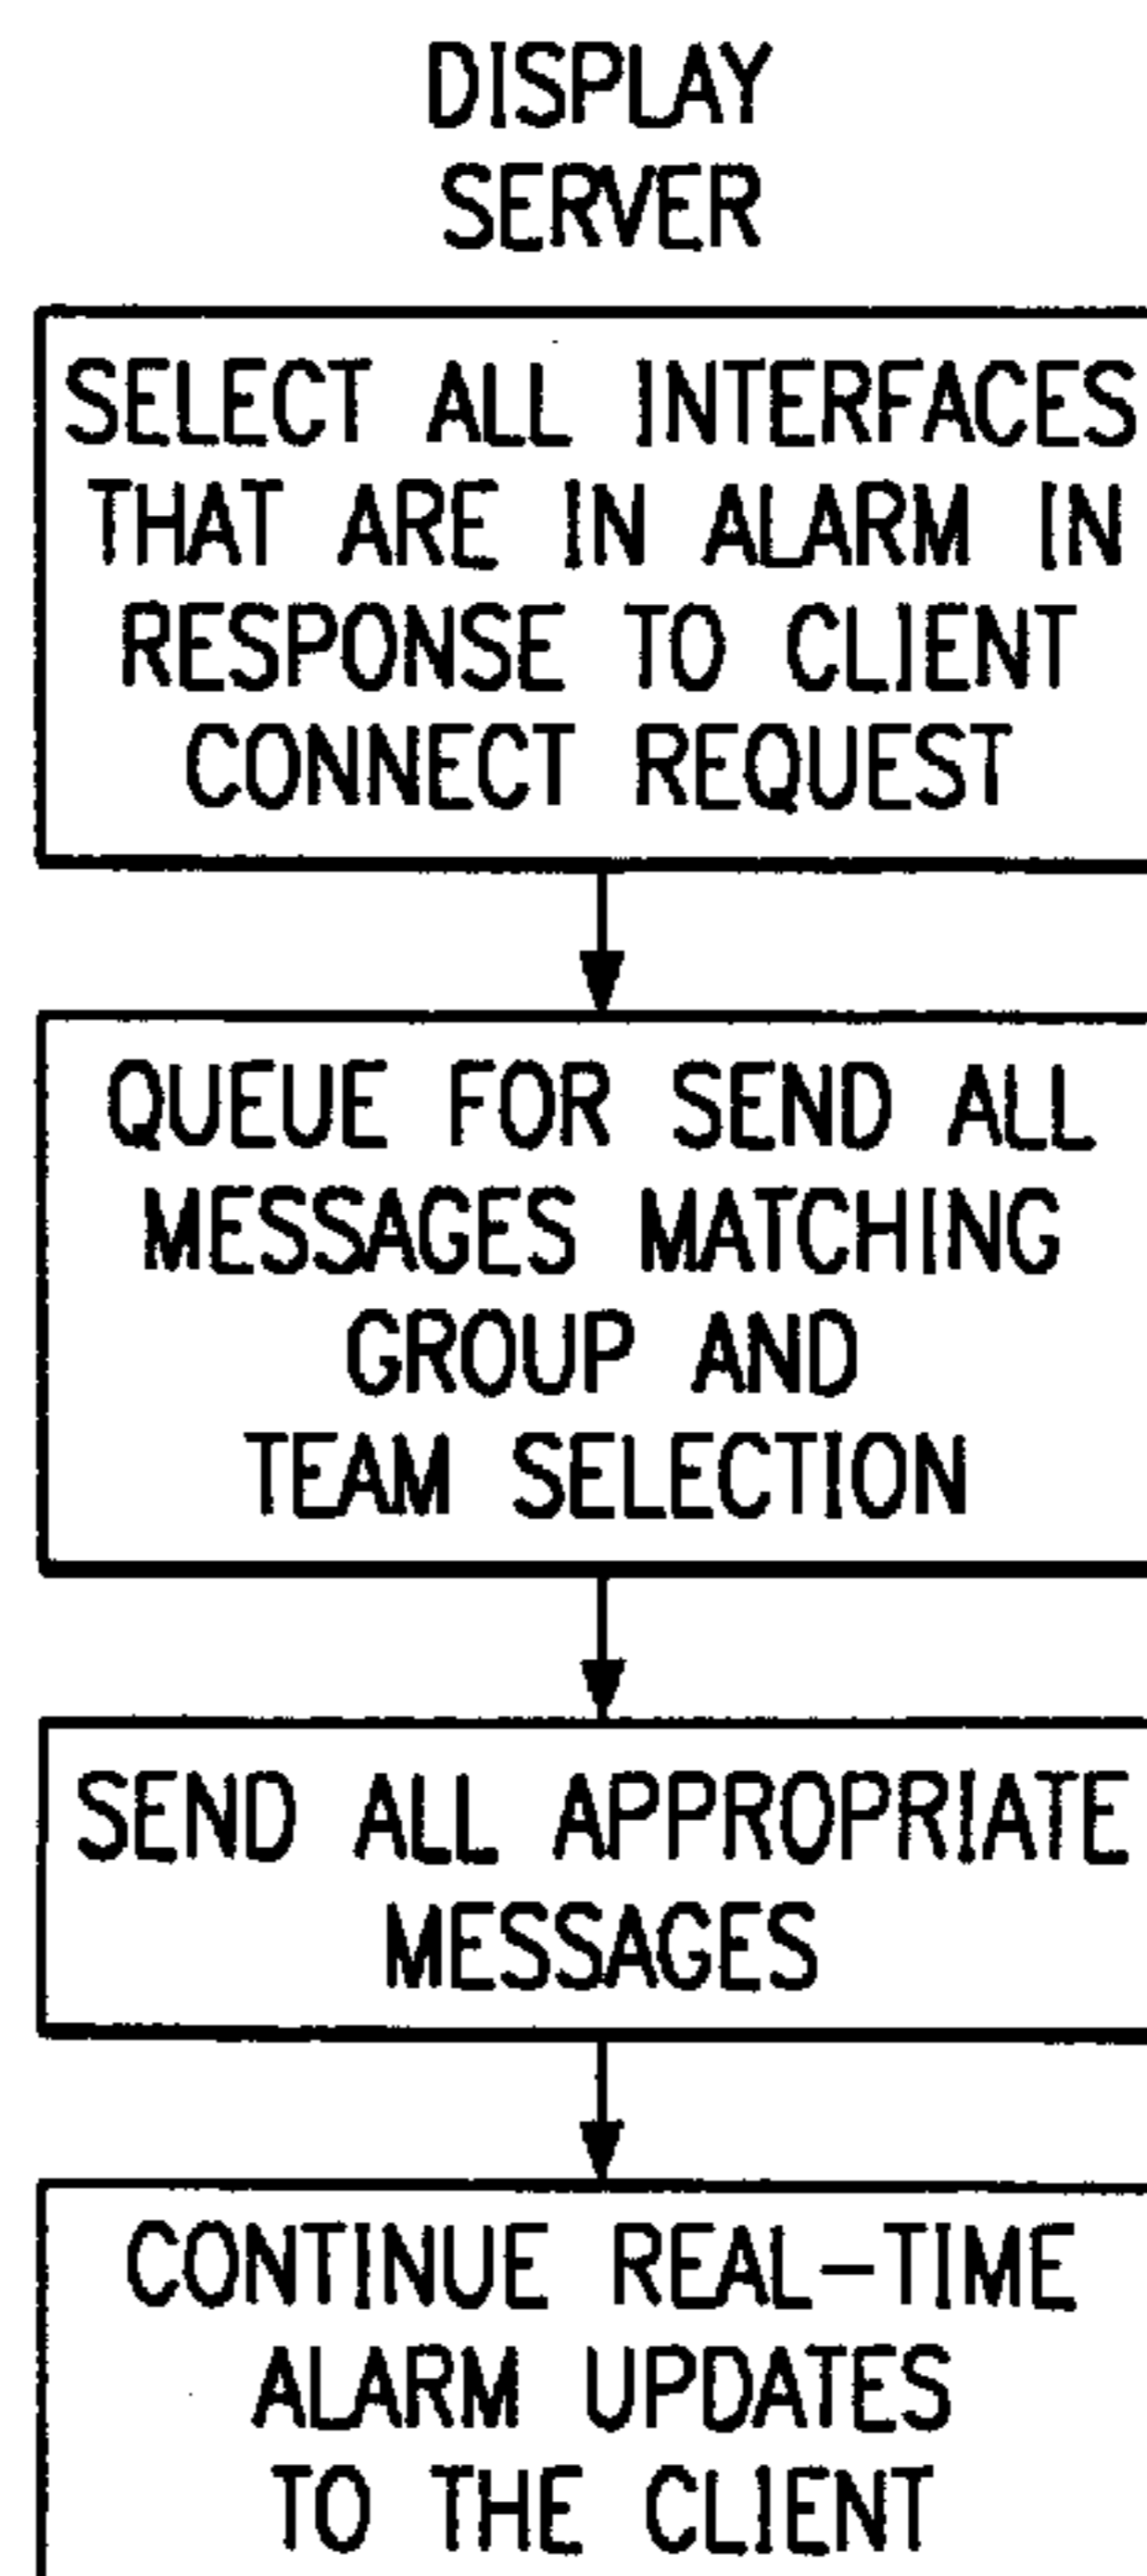 DISPLAY
SERVER
SELECT ALL INTERFACES
THAT ARE IN ALARM IN
RESPONSE TO CLIENT
CONNECT REQUEST
QUEUE FOR SEND ALL
MESSAGES MATCHING
GROUP AND
TEAM SELECTION
SEND ALL APPROPRIATE
MESSAGES
CONTINUE REAL-TIME
ALARM UPDATES
TO THE CLIENT